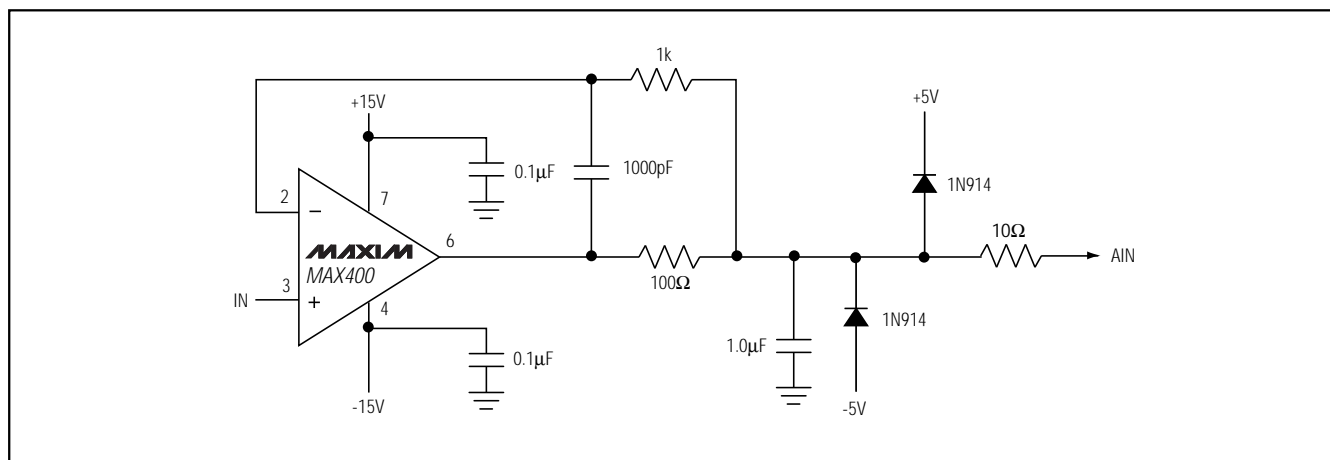 1k
+15V
+5V
0.1µF
1000pF
1N914
2
7
−
MAXIM
MAX400
6
10Ω
AIN
100Ω
IN
3
+
4
1N914
1.0µF
0.1µF
-15V
-5V